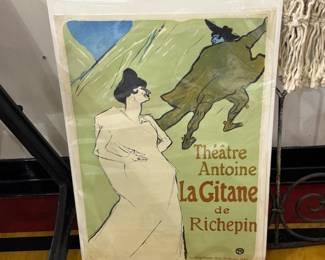 Théâtre
Antoine
La Gitane
de
Richepin